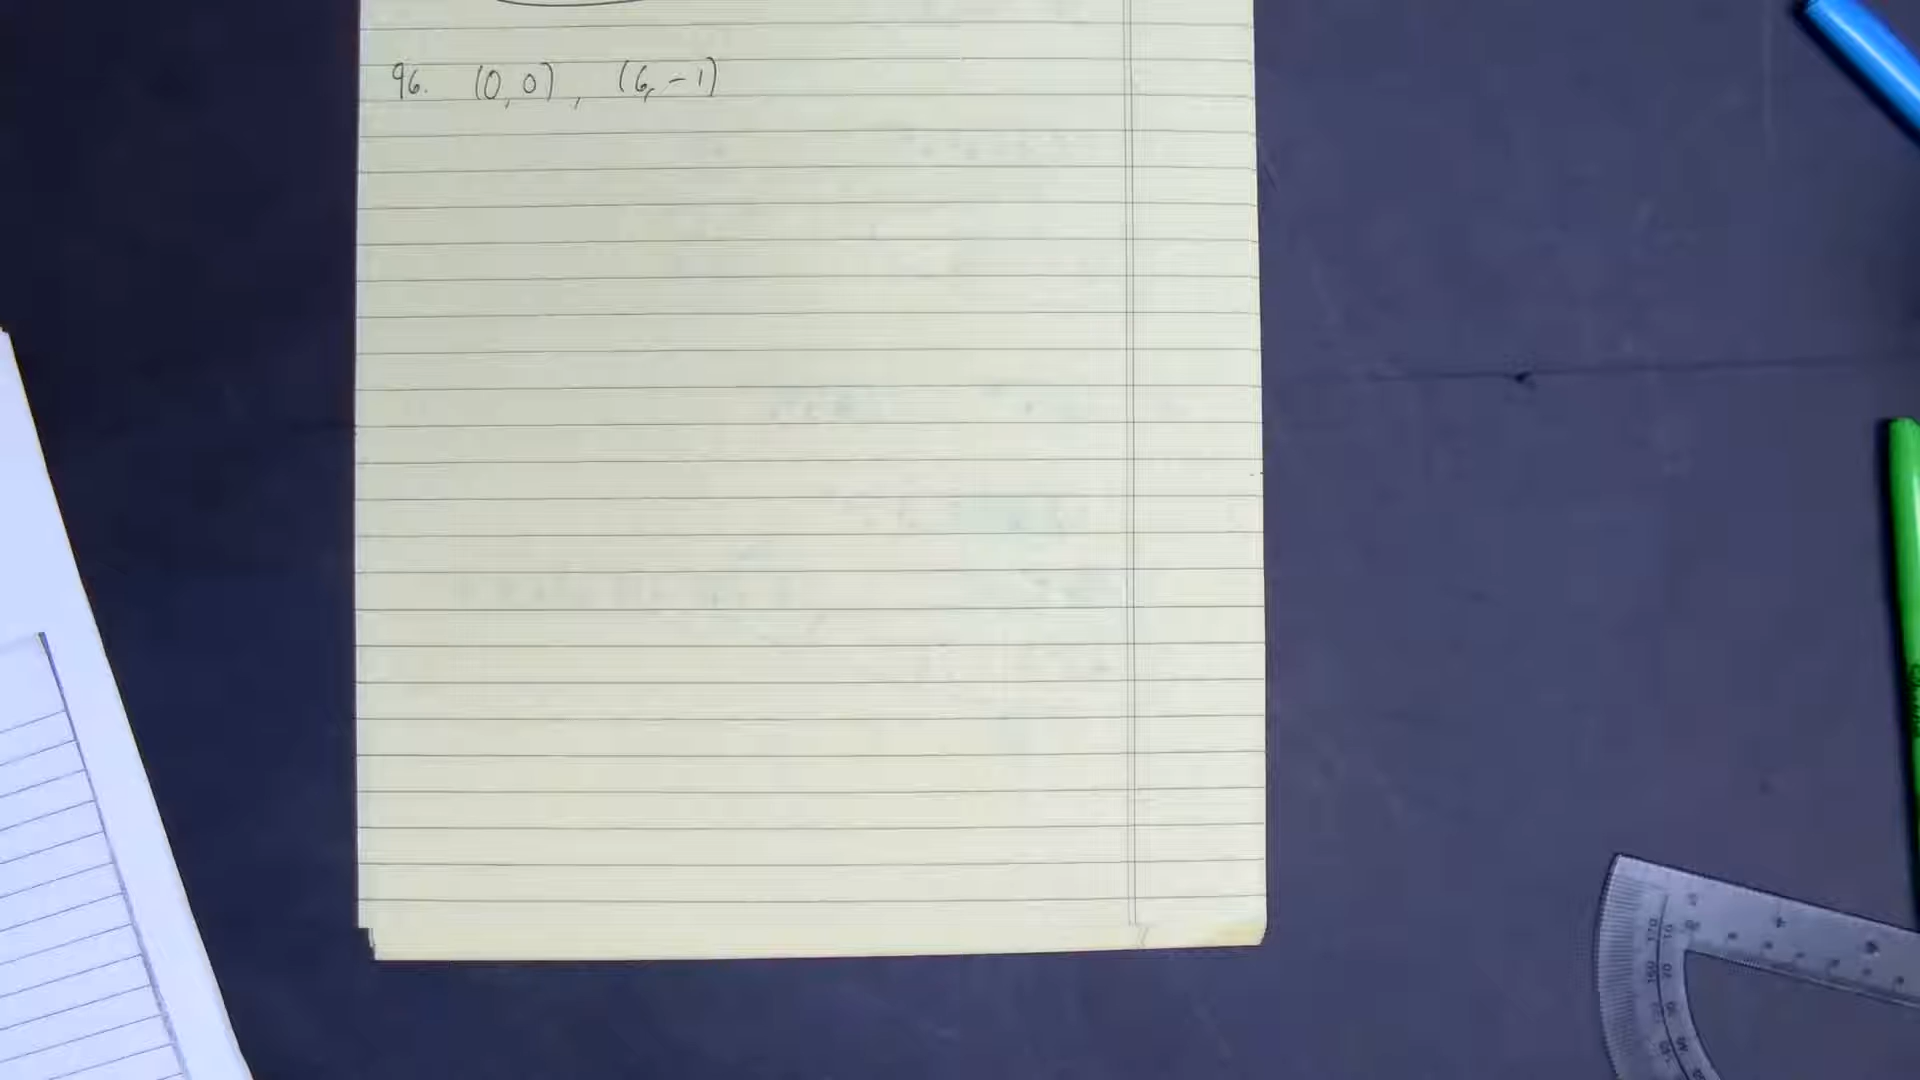 96. (0, 0), (6, -1)